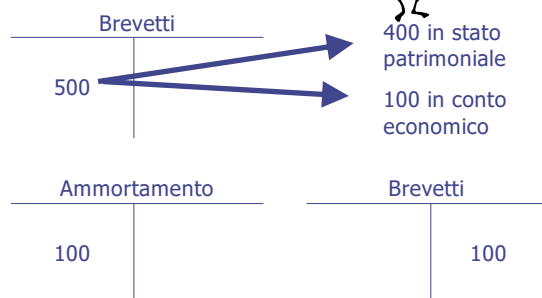 Brevetti
500
400 in stato
patrimoniale
100 in conto
economico
Ammortamento
100
Brevetti
100